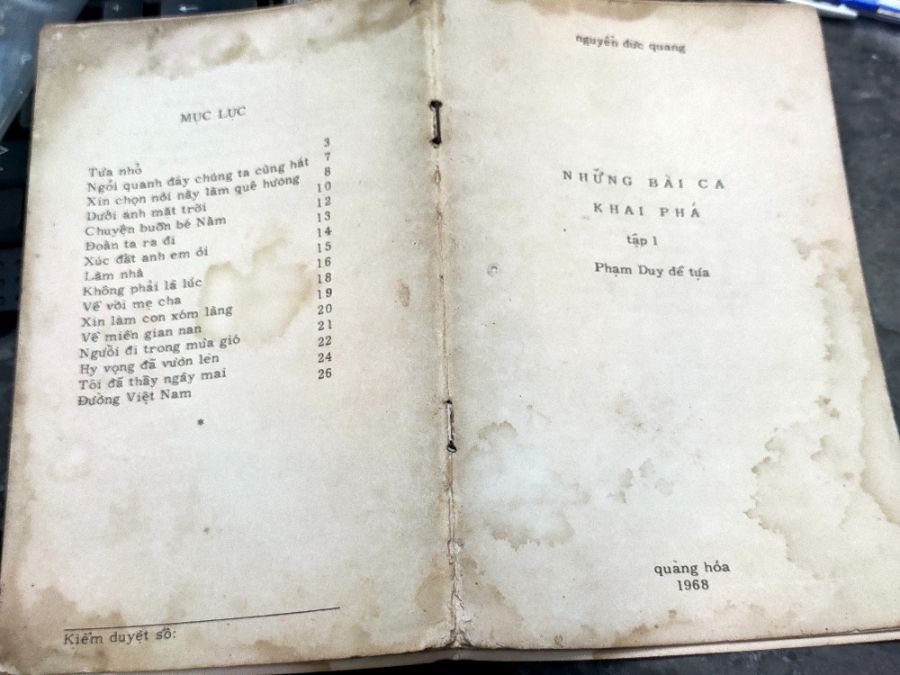 MỤC LỤC
Tựa nhỏ 3
Ngồi quanh đây chúng ta cùng hát 7
Xin chọn nơi này làm quê hương 8
Dưới ánh mặt trời 10
Chuyện buồn bé Năm 12
Đoàn ta ra đi 13
Xúc đất anh em ơi 14
Làm nhà 15
Không phải là lúc 16
Về với mẹ cha 18
Xin làm con xóm làng 19
Về miền gian nan 20
Người đi trong mưa gió 21
Hy vọng đã vươn lên 22
Tôi đã thấy ngày mai 24
Đường Việt Nam 26
*
Kiểm duyệt số:
nguyễn đức quang
NHỮNG BÀI CA
KHAI PHÁ
tập 1
Phạm Duy đề tựa
quảng hóa
1968